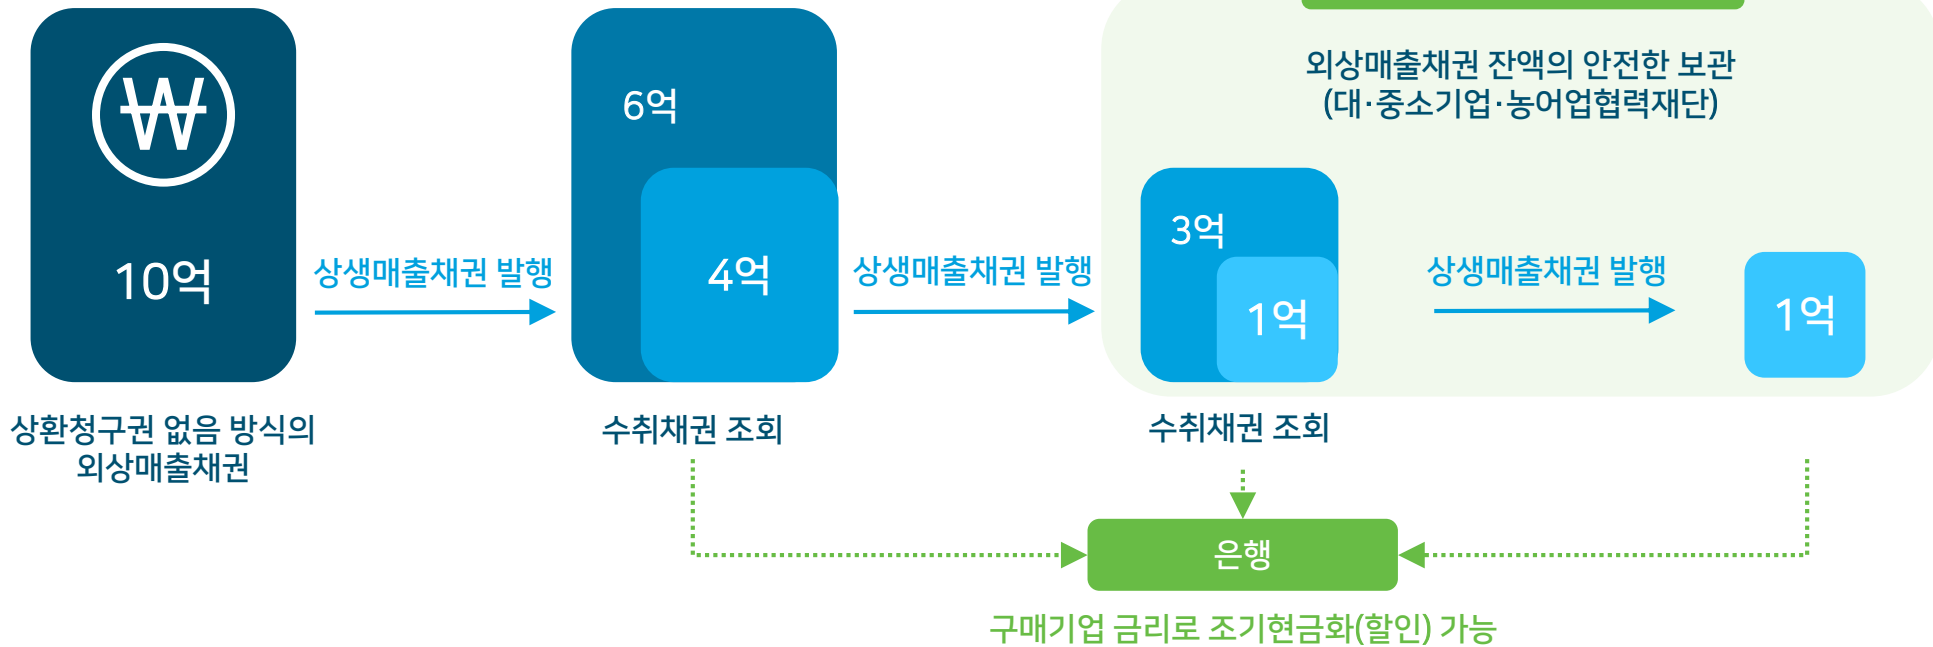 외상매출채권 잔액의 안전한 보관
(대·중소기업·농어업협력재단)
₩
10억
상생매출채권 발행
6억
4억
상생매출채권 발행
3억
1억
상생매출채권 발행
1억
상환청구권 없음 방식의
외상매출채권
수취채권 조회
수취채권 조회
은행
구매기업 금리로 조기현금화(할인) 가능